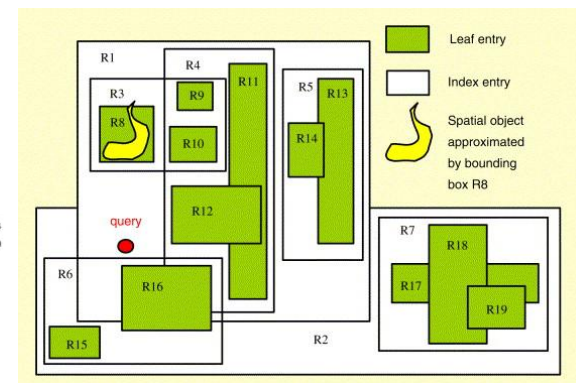 R1
R4
R3
R8
R9
R10
R11
R5
R13
R14
R12
query
R6
R16
R15
R2
R7
R18
R17
R19
Leaf entry
Index entry
Spatial object
approximated
by bounding
box R8